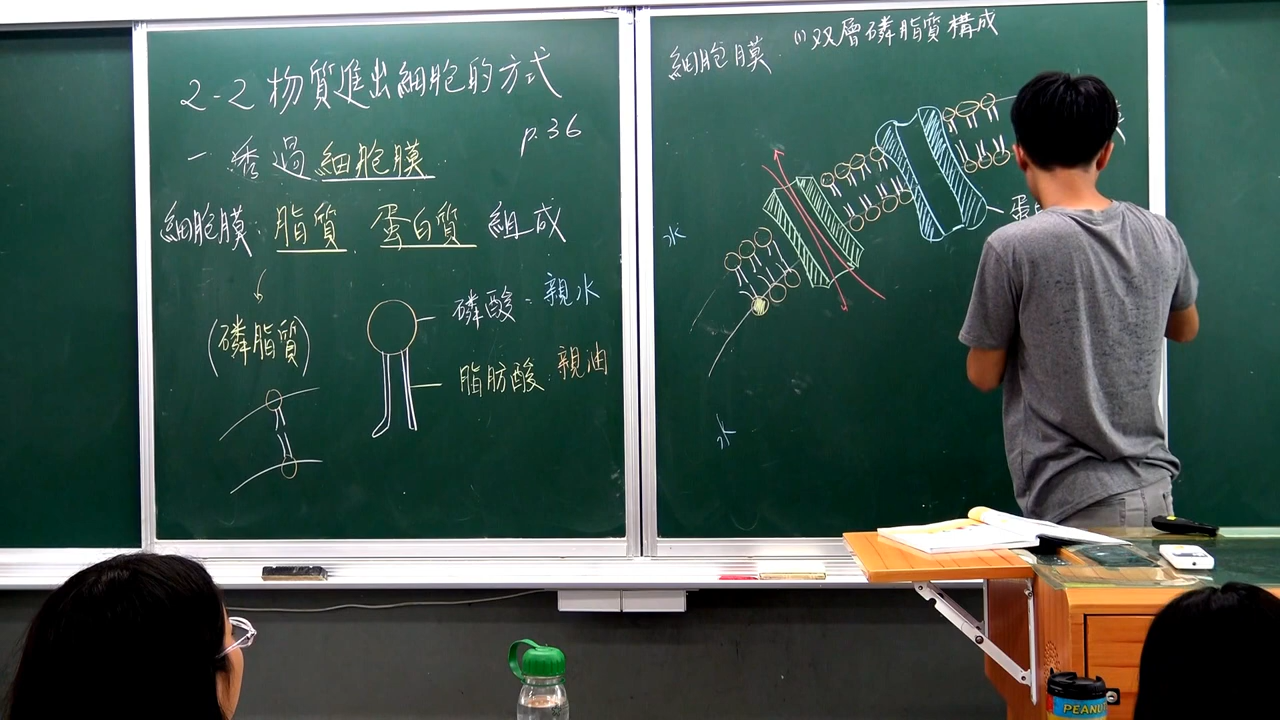 2-2 物質進出細胞的方式
p.36
一 透過細胞膜
細胞膜：脂質 蛋白質 組成
(磷脂質)
磷酸：親水
脂肪酸：親油
細胞膜 (1)双層磷脂質構成
水
水
蛋
PEANU